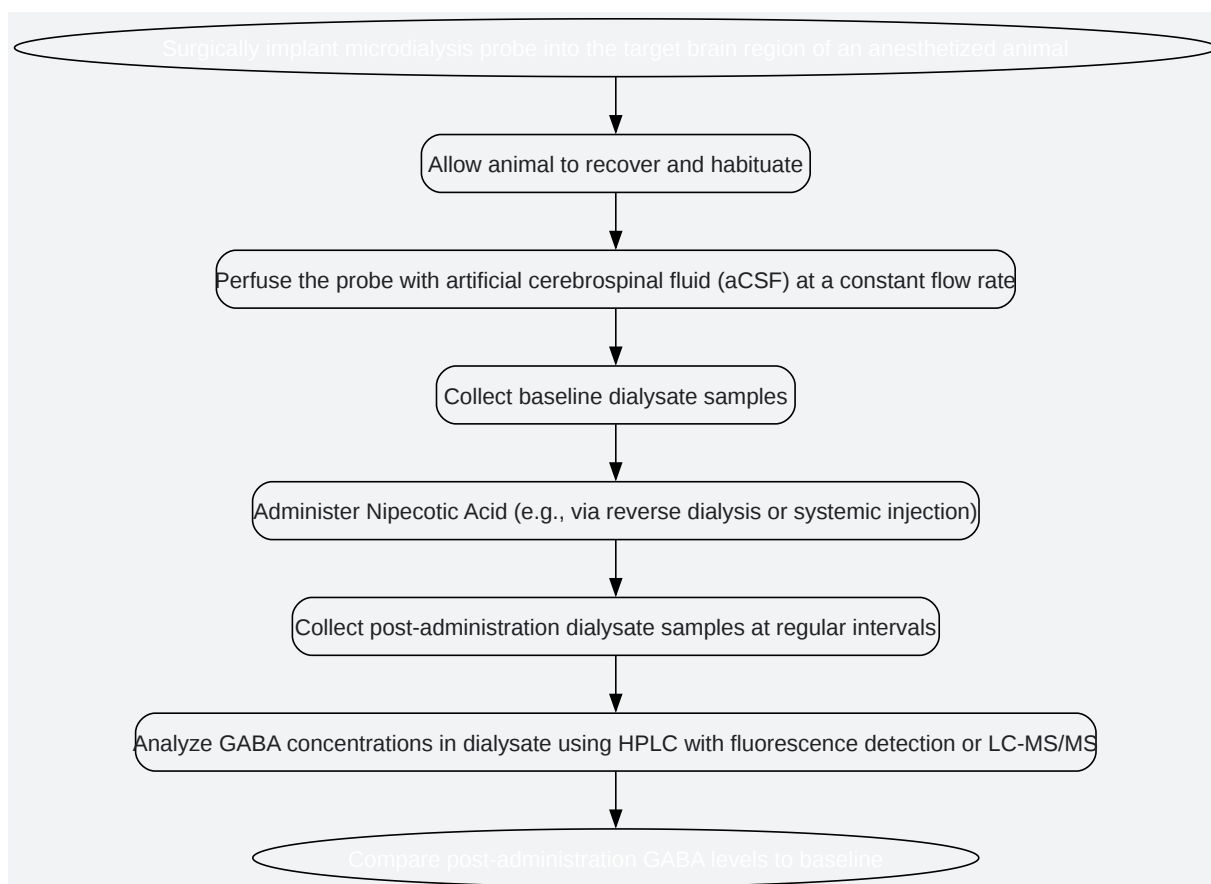 Surgically implant microdialysis probe into the target brain region of an anesthetized animal
Allow animal to recover and habituate
Perfuse the probe with artificial cerebrospinal fluid (aCSF) at a constant flow rate
Collect baseline dialysate samples
Administer Nipecotic Acid (e.g., via reverse dialysis or systemic injection)
Collect post-administration dialysate samples at regular intervals
Analyze GABA concentrations in dialysate using HPLC with fluorescence detection or LC-MS/MS
Compare post-administration GABA levels to baseline